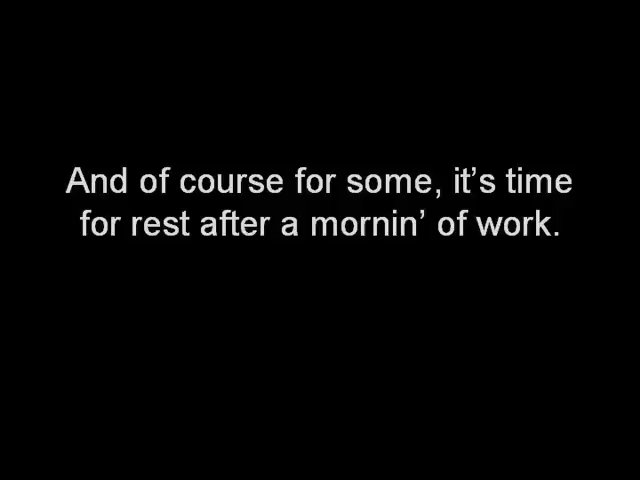 And of course for some, it’s time
for rest after a mornin’ of work.